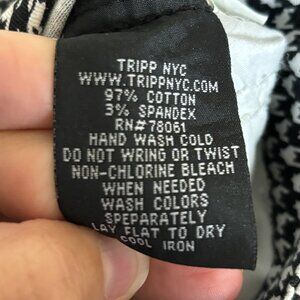 TRIPP NYC
WWW.TRIPPNYC.COM
97% COTTON
3% SPANDEX
RN#78061
HAND WASH COLD
DO NOT WRING OR TWIST
NON-CHLORINE BLEACH
WHEN NEEDED
WASH COLORS
SPEPARATELY
LAY FLAT TO DRY
COOL IRON